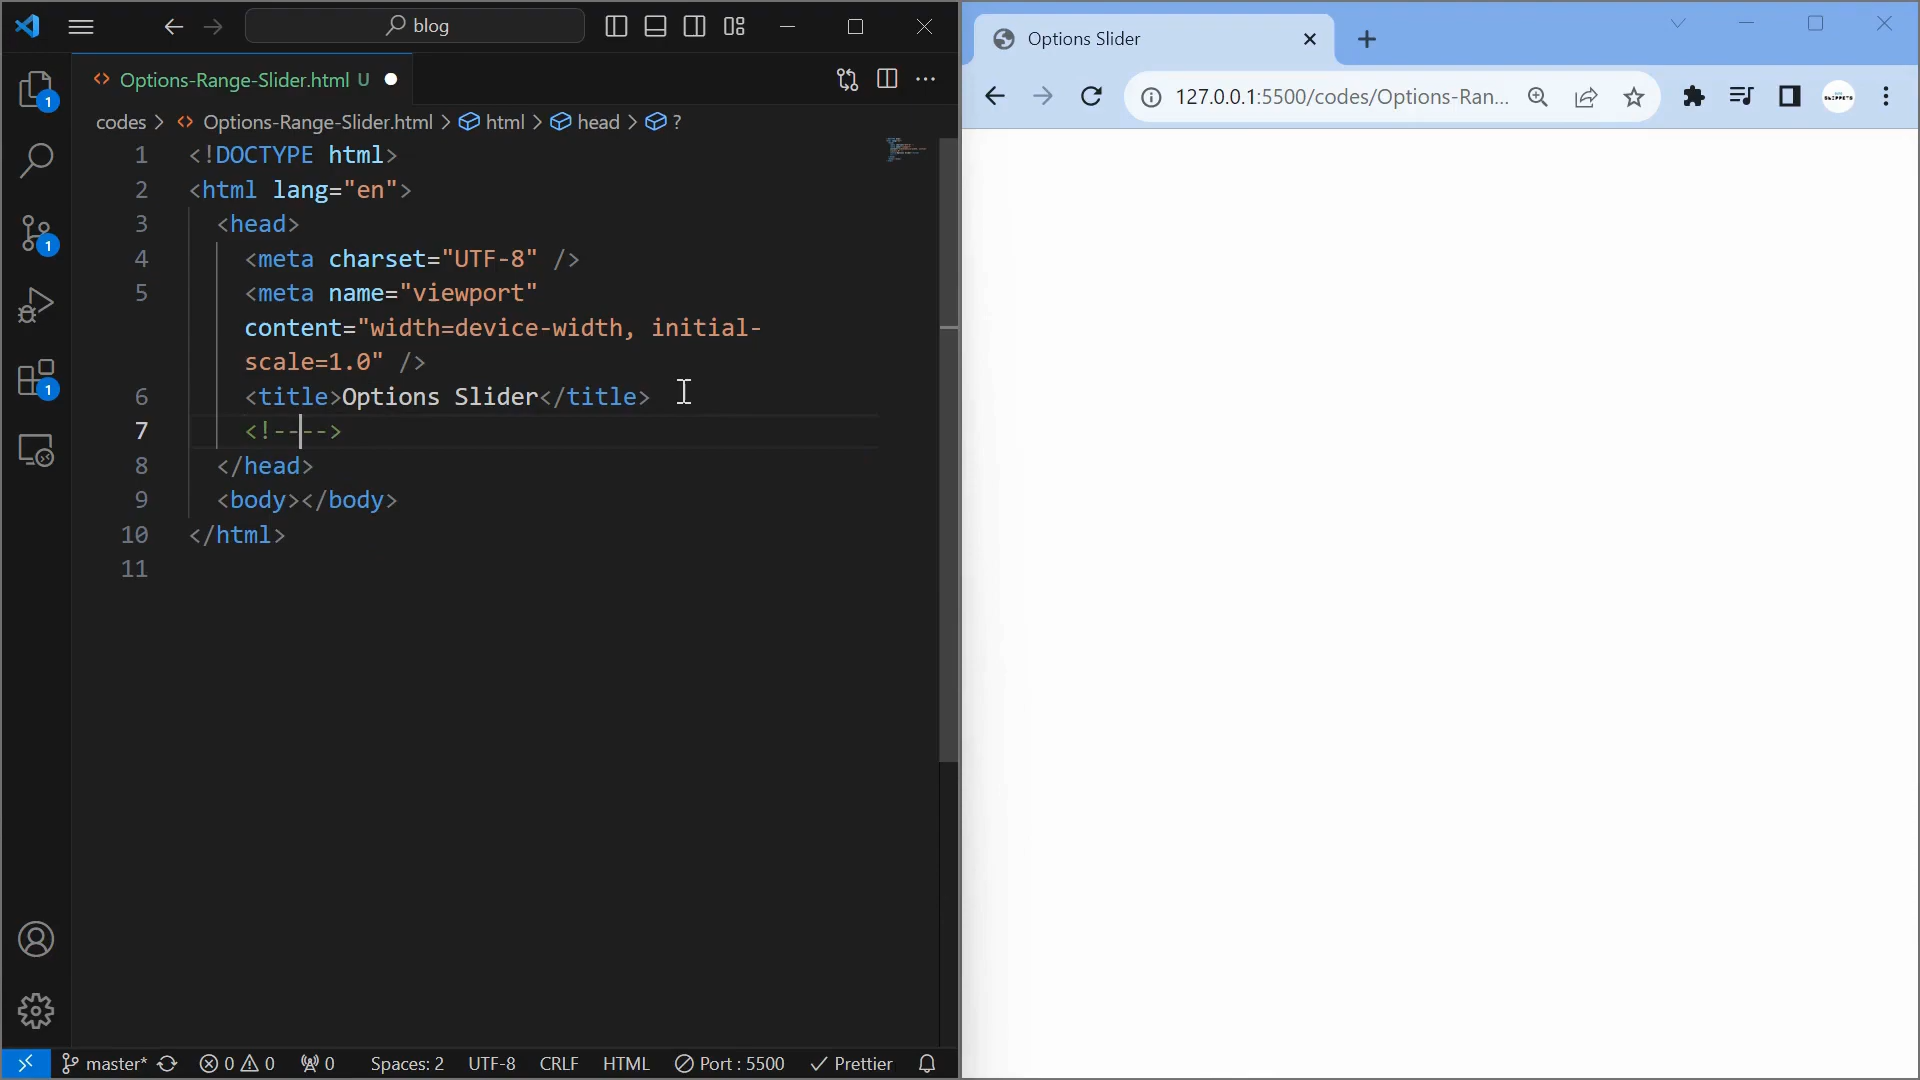 blog
Options-Range-Slider.html U
codes > Options-Range-Slider.html > html > head > ?
1 <!DOCTYPE html>
2 <html lang="en">
3 <head>
4 <meta charset="UTF-8" />
5 <meta name="viewport"
content="width=device-width, initial-
scale=1.0" />
6 <title>Options Slider</title>
7 <!---->
8 </head>
9 <body></body>
10 </html>
11
1
1
1
master* 0 0 0 Spaces: 2 UTF-8 CRLF HTML Port : 5500 Prettier
Options Slider
127.0.0.1:5500/codes/Options-Ran...